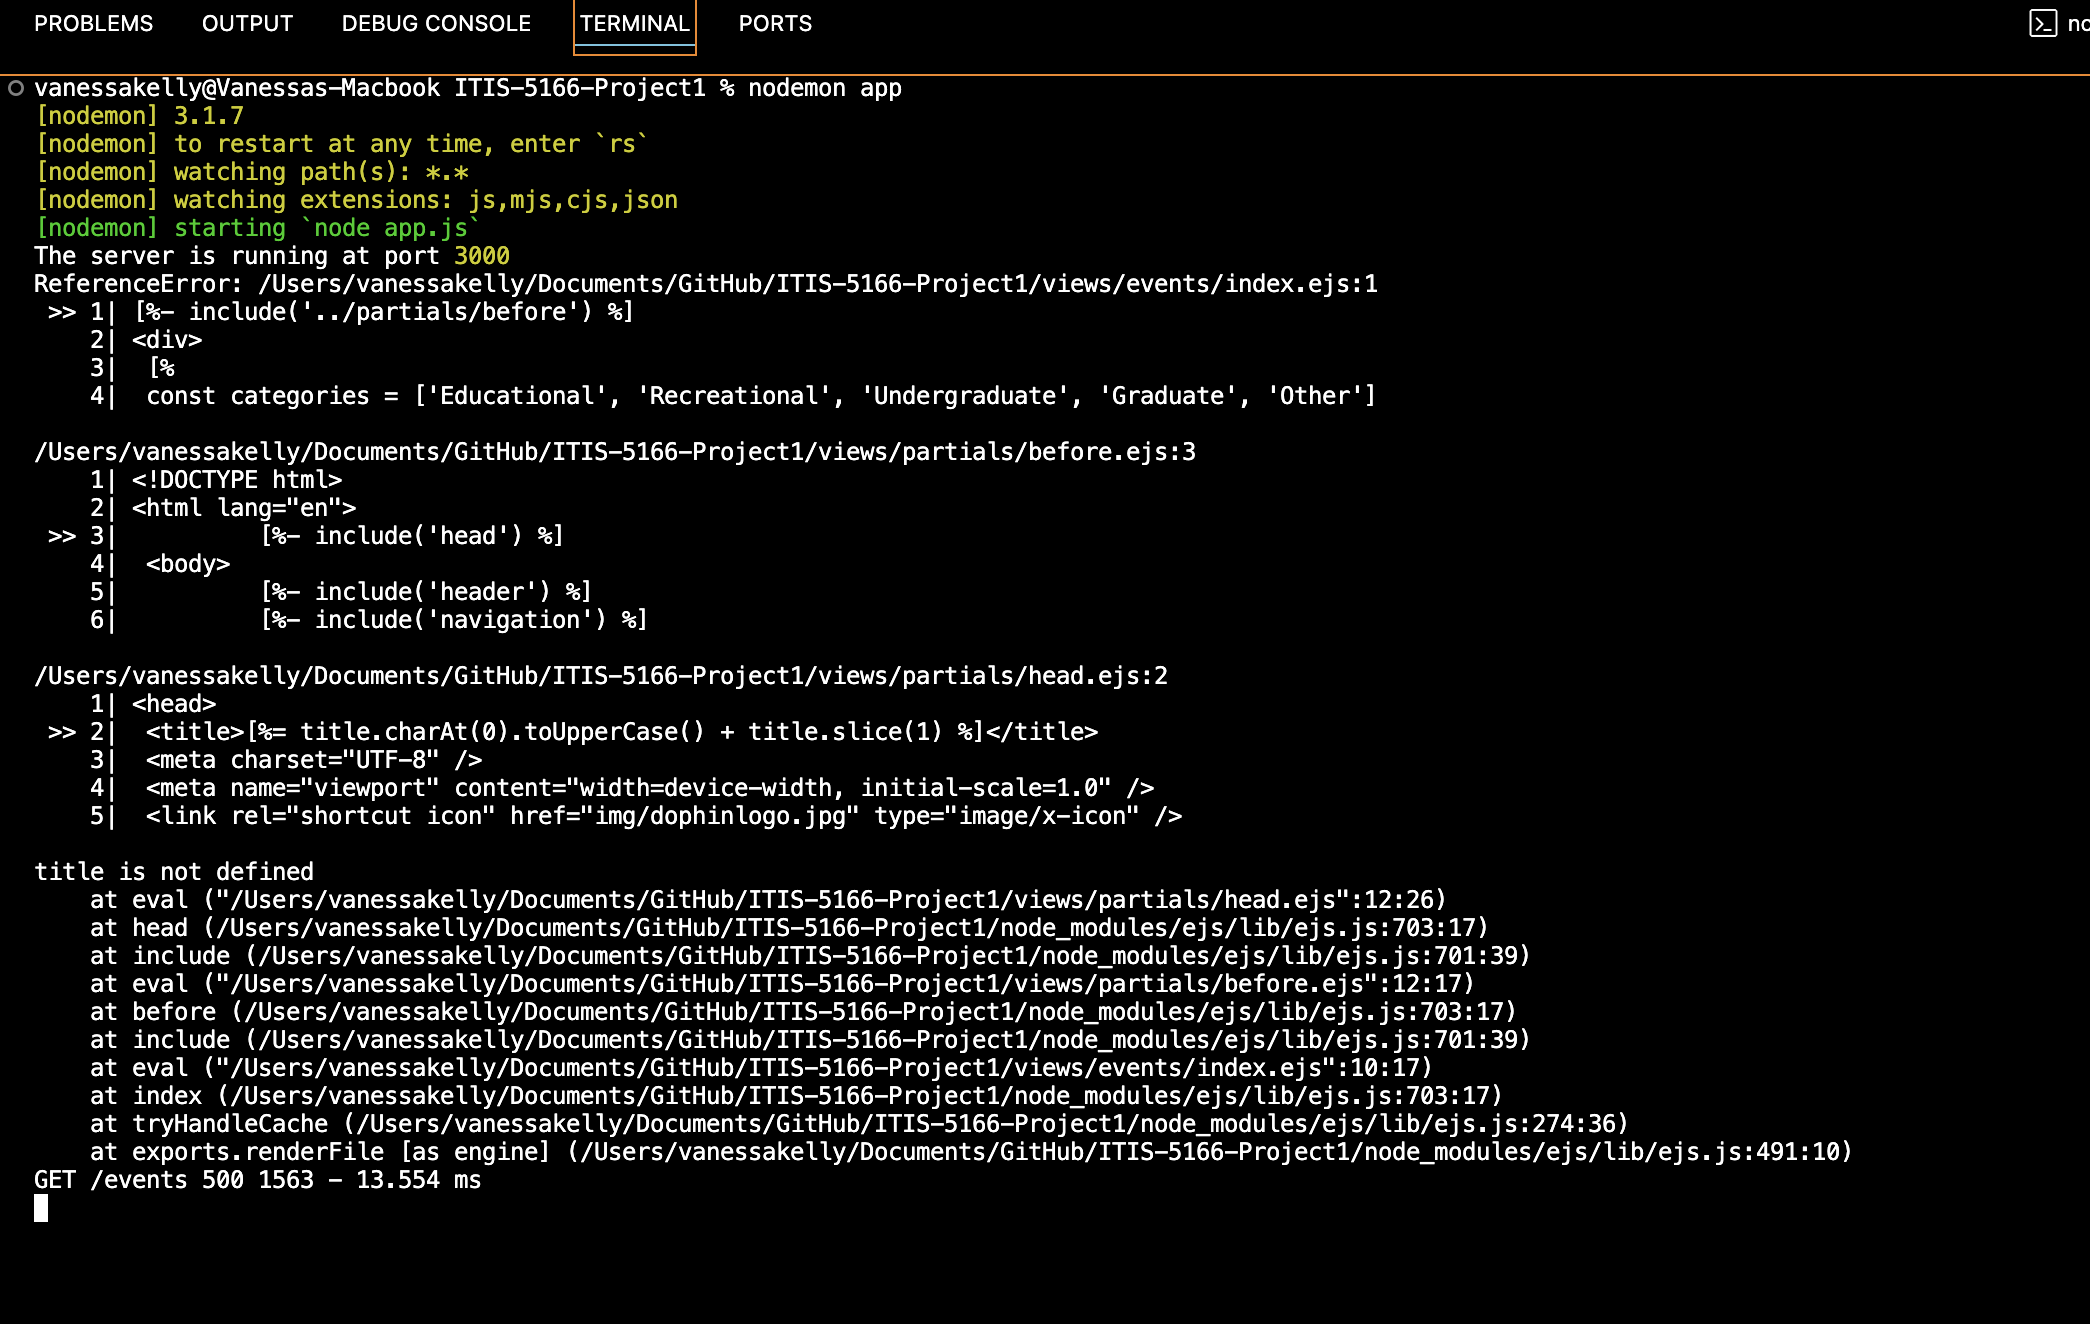 PROBLEMS OUTPUT DEBUG CONSOLE TERMINAL PORTS
vanessakelly@Vanessas-Macbook ITIS-5166-Project1 % nodemon app
[nodemon] 3.1.7
[nodemon] to restart at any time, enter `rs`
[nodemon] watching path(s): *.*
[nodemon] watching extensions: js,mjs,cjs,json
[nodemon] starting `node app.js`
The server is running at port 3000
ReferenceError: /Users/vanessakelly/Documents/GitHub/ITIS-5166-Project1/views/events/index.ejs:1
 >> 1| [%- include('../partials/before') %]
    2| <div>
    3|  [%
    4|  const categories = ['Educational', 'Recreational', 'Undergraduate', 'Graduate', 'Other']

/Users/vanessakelly/Documents/GitHub/ITIS-5166-Project1/views/partials/before.ejs:3
    1| <!DOCTYPE html>
    2| <html lang="en">
 >> 3|          [%- include('head') %]
    4|  <body>
    5|          [%- include('header') %]
    6|          [%- include('navigation') %]

/Users/vanessakelly/Documents/GitHub/ITIS-5166-Project1/views/partials/head.ejs:2
    1| <head>
 >> 2|  <title>[%= title.charAt(0).toUpperCase() + title.slice(1) %]</title>
    3|  <meta charset="UTF-8" />
    4|  <meta name="viewport" content="width=device-width, initial-scale=1.0" />
    5|  <link rel="shortcut icon" href="img/dophinlogo.jpg" type="image/x-icon" />

title is not defined
    at eval ("/Users/vanessakelly/Documents/GitHub/ITIS-5166-Project1/views/partials/head.ejs":12:26)
    at head (/Users/vanessakelly/Documents/GitHub/ITIS-5166-Project1/node_modules/ejs/lib/ejs.js:703:17)
    at include (/Users/vanessakelly/Documents/GitHub/ITIS-5166-Project1/node_modules/ejs/lib/ejs.js:701:39)
    at eval ("/Users/vanessakelly/Documents/GitHub/ITIS-5166-Project1/views/partials/before.ejs":12:17)
    at before (/Users/vanessakelly/Documents/GitHub/ITIS-5166-Project1/node_modules/ejs/lib/ejs.js:703:17)
    at include (/Users/vanessakelly/Documents/GitHub/ITIS-5166-Project1/node_modules/ejs/lib/ejs.js:701:39)
    at eval ("/Users/vanessakelly/Documents/GitHub/ITIS-5166-Project1/views/events/index.ejs":10:17)
    at index (/Users/vanessakelly/Documents/GitHub/ITIS-5166-Project1/node_modules/ejs/lib/ejs.js:703:17)
    at tryHandleCache (/Users/vanessakelly/Documents/GitHub/ITIS-5166-Project1/node_modules/ejs/lib/ejs.js:274:36)
    at exports.renderFile [as engine] (/Users/vanessakelly/Documents/GitHub/ITIS-5166-Project1/node_modules/ejs/lib/ejs.js:491:10)
GET /events 500 1563 - 13.554 ms